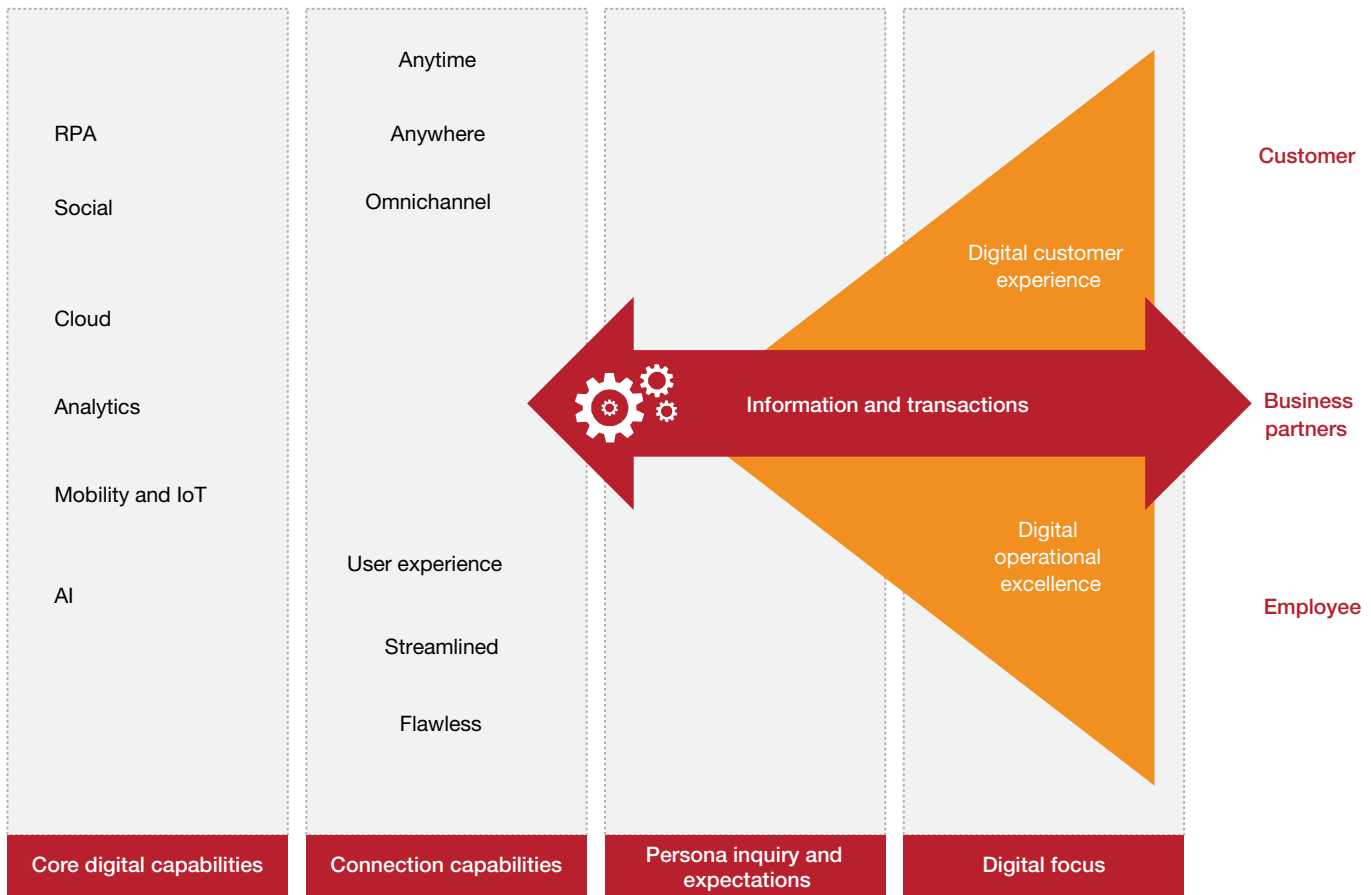 RPA
Social
Cloud
Analytics
Mobility and IoT
AI
Core digital capabilities
Anytime
Anywhere
Omnichannel
User experience
Streamlined
Flawless
Connection capabilities
Information and transactions
Persona inquiry and
expectations
Digital customer
experience
Digital
operational
excellence
Digital focus
Customer
Business
partners
Employee